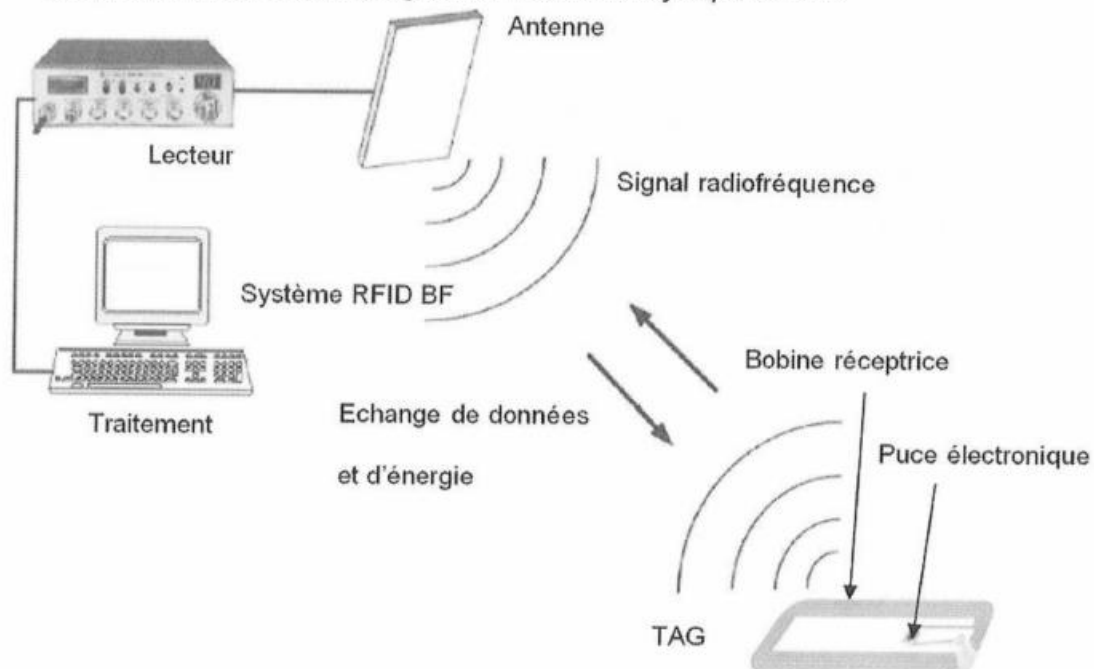 Antenne
Lecteur
Signal radiofréquence
Système RFID BF
Bobine réceptrice
Traitement
Echange de données
et d'énergie
Puce électronique
TAG